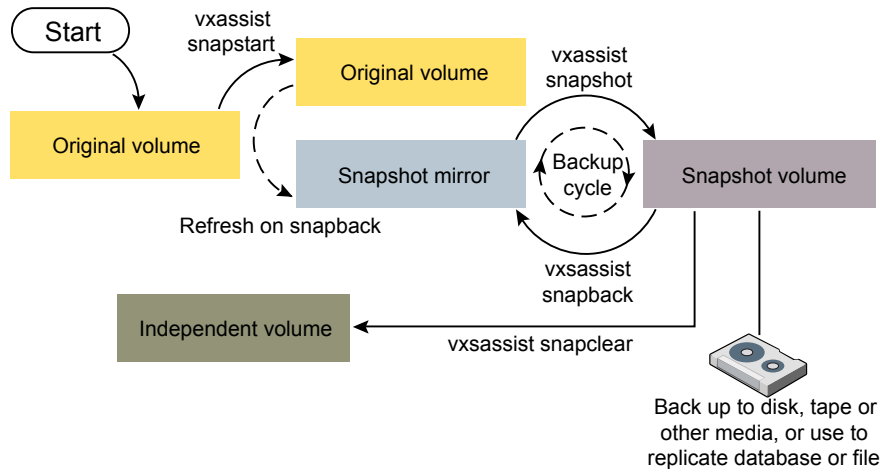 Start
vxassist
snapstart
Original volume
Original volume
vxassist
snapshot
Snapshot mirror
Backup
cycle
Snapshot volume
Refresh on snapback
vxsassist
snapback
Independent volume
vxsassist snapclear
Back up to disk, tape or
other media, or use to
replicate database or file